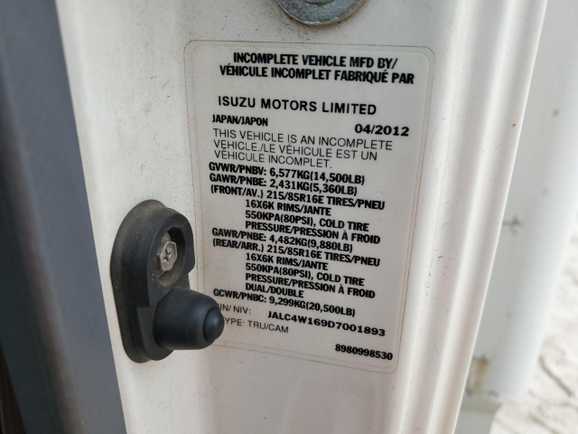 INCOMPLETE VEHICLE MFD BY/
VÉHICULE INCOMPLET FABRIQUÉ PAR
ISUZU MOTORS LIMITED
JAPAN/JAPON 04/2012
THIS VEHICLE IS AN INCOMPLETE
VEHICLE./LE VÉHICULE EST UN
VÉHICULE INCOMPLET.
GVWR/PNBV: 6,577KG(14,500LB)
GAWR/PNBE: 2,431KG(5,360LB)
(FRONT/AV.) 215/85R16E TIRES/PNEU
16X6K RIMS/JANTE
550KPA(80PSI), COLD TIRE
PRESSURE/PRESSION À FROID
GAWR/PNBE: 4,482KG(9,880LB)
(REAR/ARR.) 215/85R16E TIRES/PNEU
16X6K RIMS/JANTE
550KPA(80PSI), COLD TIRE
PRESSURE/PRESSION À FROID
DUAL/DOUBLE
GCWR/PNBC: 9,299KG(20,500LB)
IN/ NIV: JALC4W169D7001893
YPE: TRU/CAM
8980998530